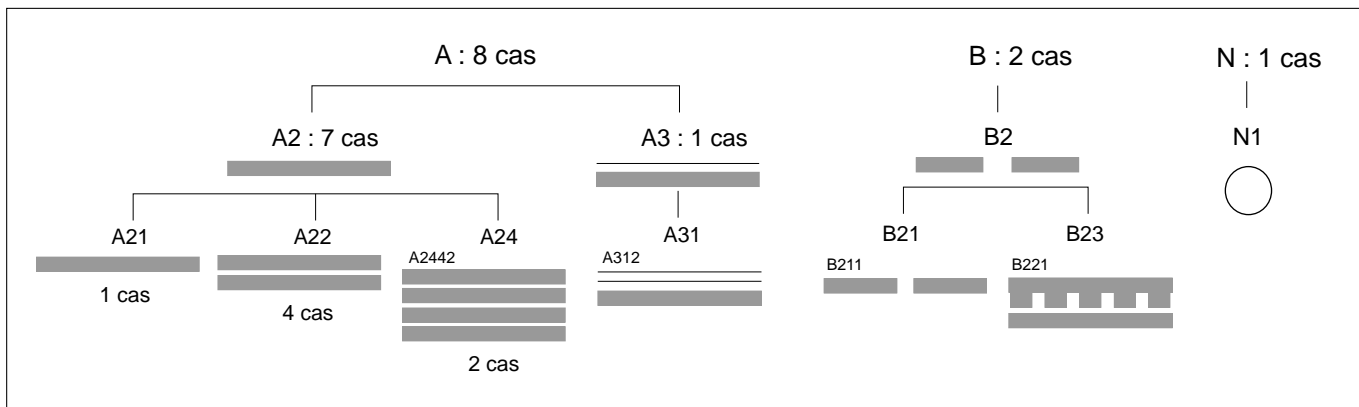 A : 8 cas
B : 2 cas
N : 1 cas
A2 : 7 cas
A3 : 1 cas
B2
N1
A21
A22
A24
A31
B21
B23
A2442
A312
B211
B221
1 cas
4 cas
2 cas